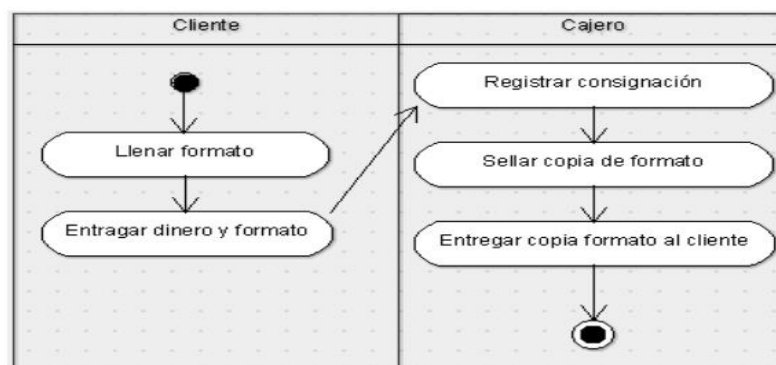 Cliente
Cajero
Llenar formato
Entragar dinero y formato
Registrar consignación
Sellar copia de formato
Entregar copia formato al cliente